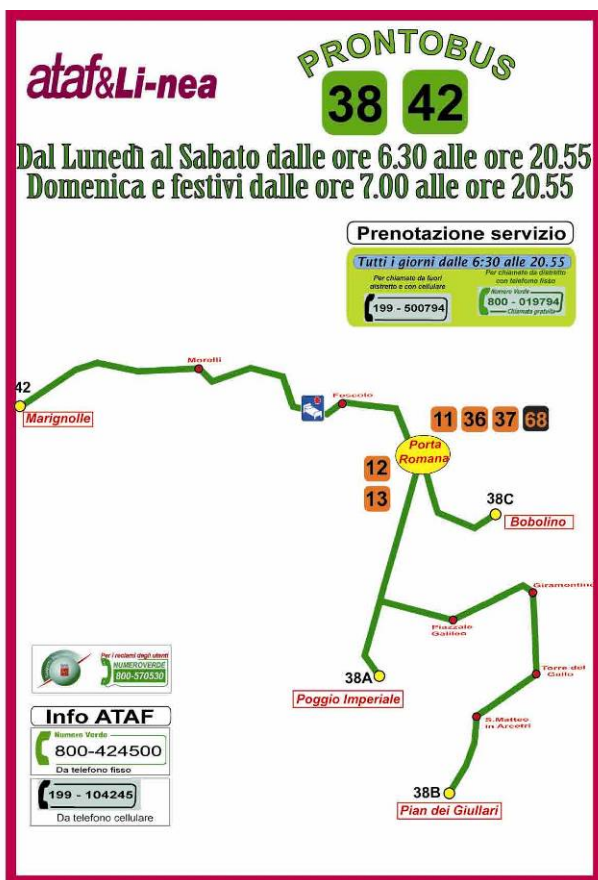 ataf&Li-nea
PRONTOBUS
38 42
Dal Lunedì al Sabato dalle ore 6.30 alle ore 20.55
Domenica e festivi dalle ore 7.00 alle ore 20.55
Prenotazione servizio
Tutti i giorni dalle 6:30 alle 20.55
Per chiamate da fuori
distretto e con cellulare
199 - 500794
Per chiamate da distretto
con telefono fisso
Numero Verde
800 - 019794
Chiamata gratuita
Morelli
42
Marignolle
Foscolo
11 36 37 68
Porta
Romana
12
13
38C
Bobolino
Giramontino
Piazzale
Galileo
Torre del
Gallo
38A
Poggio Imperiale
S.Matteo
in Arcetri
38B
Pian dei Giullari
Per i reclami degli utenti
NUMEROVERDE
800-570530
Info ATAF
Numero Verde
800-424500
Da telefono fisso
199 - 104245
Da telefono cellulare